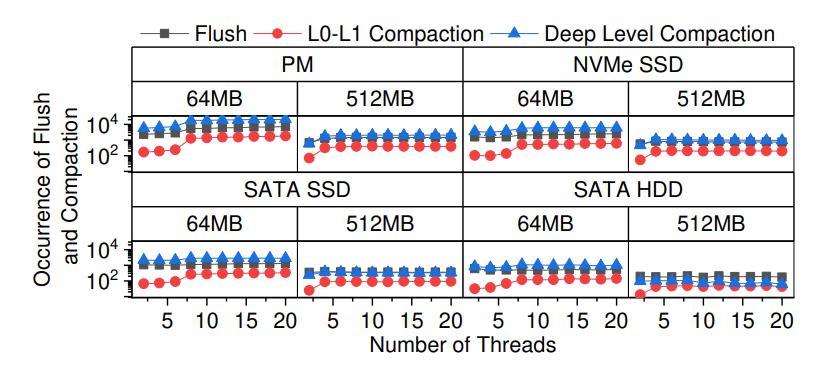 Flush L0-L1 Compaction Deep Level Compaction
PM NVMe SSD
64MB 512MB 64MB 512MB
10^4
10^2
SATA SSD SATA HDD
64MB 512MB 64MB 512MB
10^4
10^2
5 10 15 20 5 10 15 20 5 10 15 20 5 10 15 20
Number of Threads
Occurrence of Flush
and Compaction